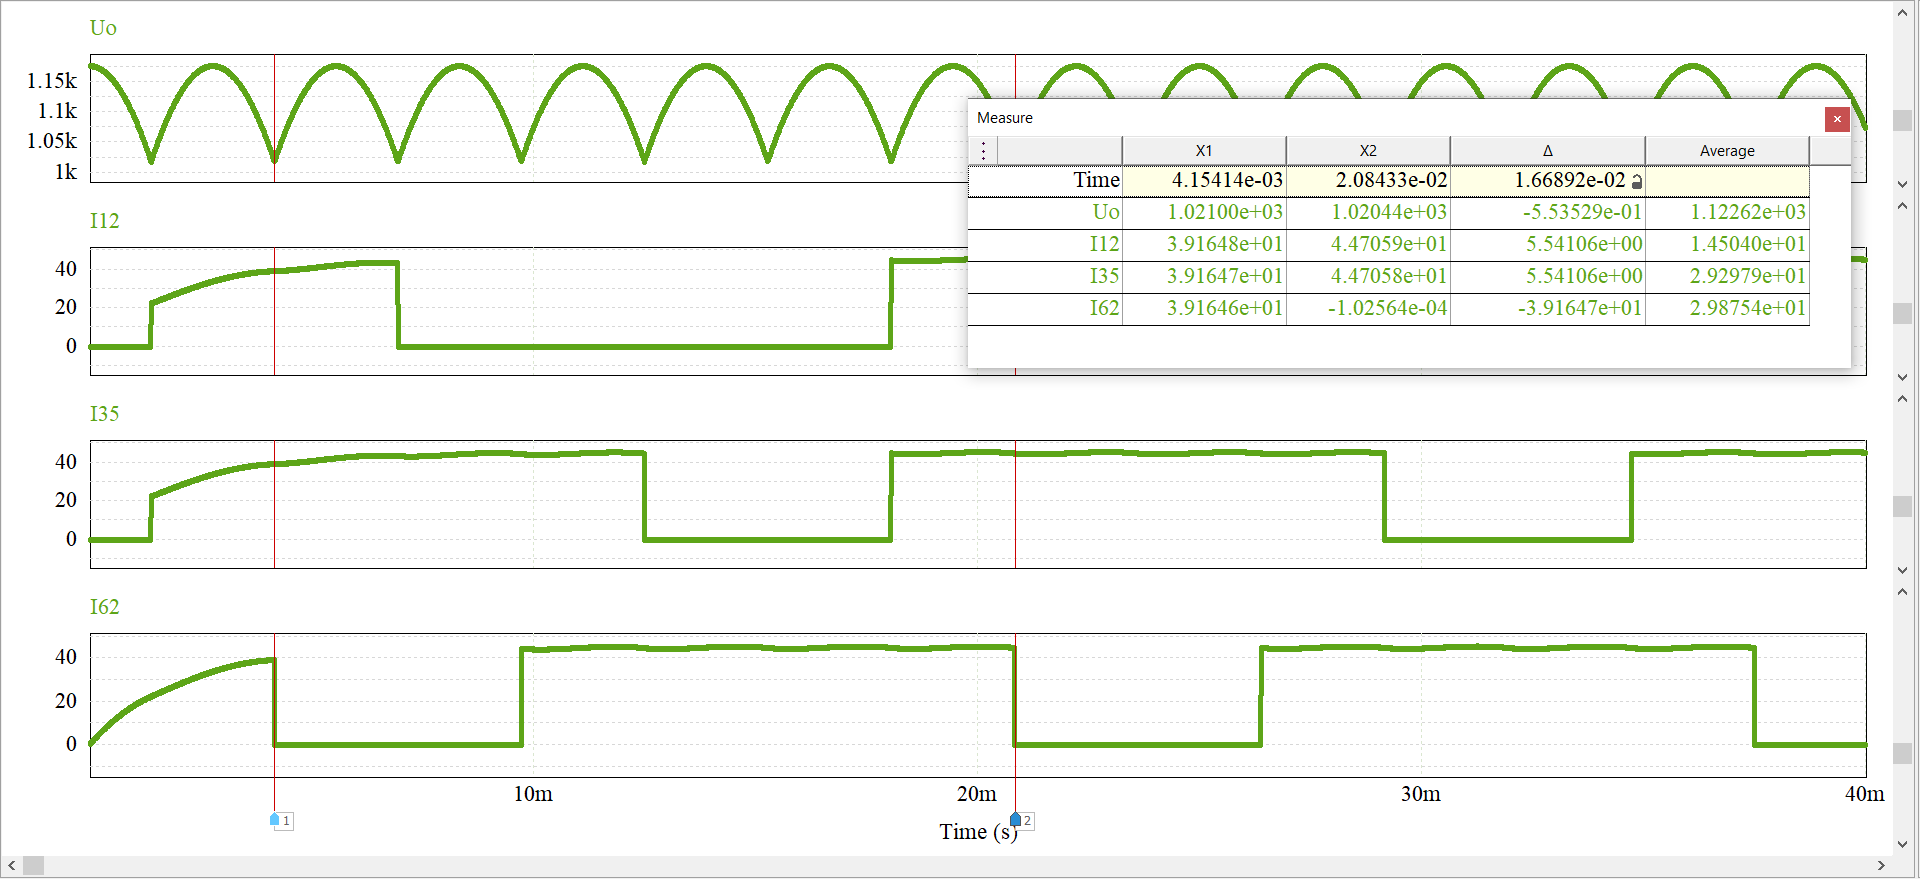 Uo
1.15k
1.1k
1.05k
1k
Measure
X1 X2 Δ Average
Time 4.15414e-03 2.08433e-02 1.66892e-02
Uo 1.02100e+03 1.02044e+03 -5.53529e-01 1.12262e+03
I12 3.91648e+01 4.47059e+01 5.54106e+00 1.45040e+01
I35 3.91647e+01 4.47058e+01 5.54106e+00 2.92979e+01
I62 3.91646e+01 -1.02564e-04 -3.91647e+01 2.98754e+01
I12
40
20
0
I35
40
20
0
I62
40
20
0
10m 20m 30m 40m
1 2
Time (s)